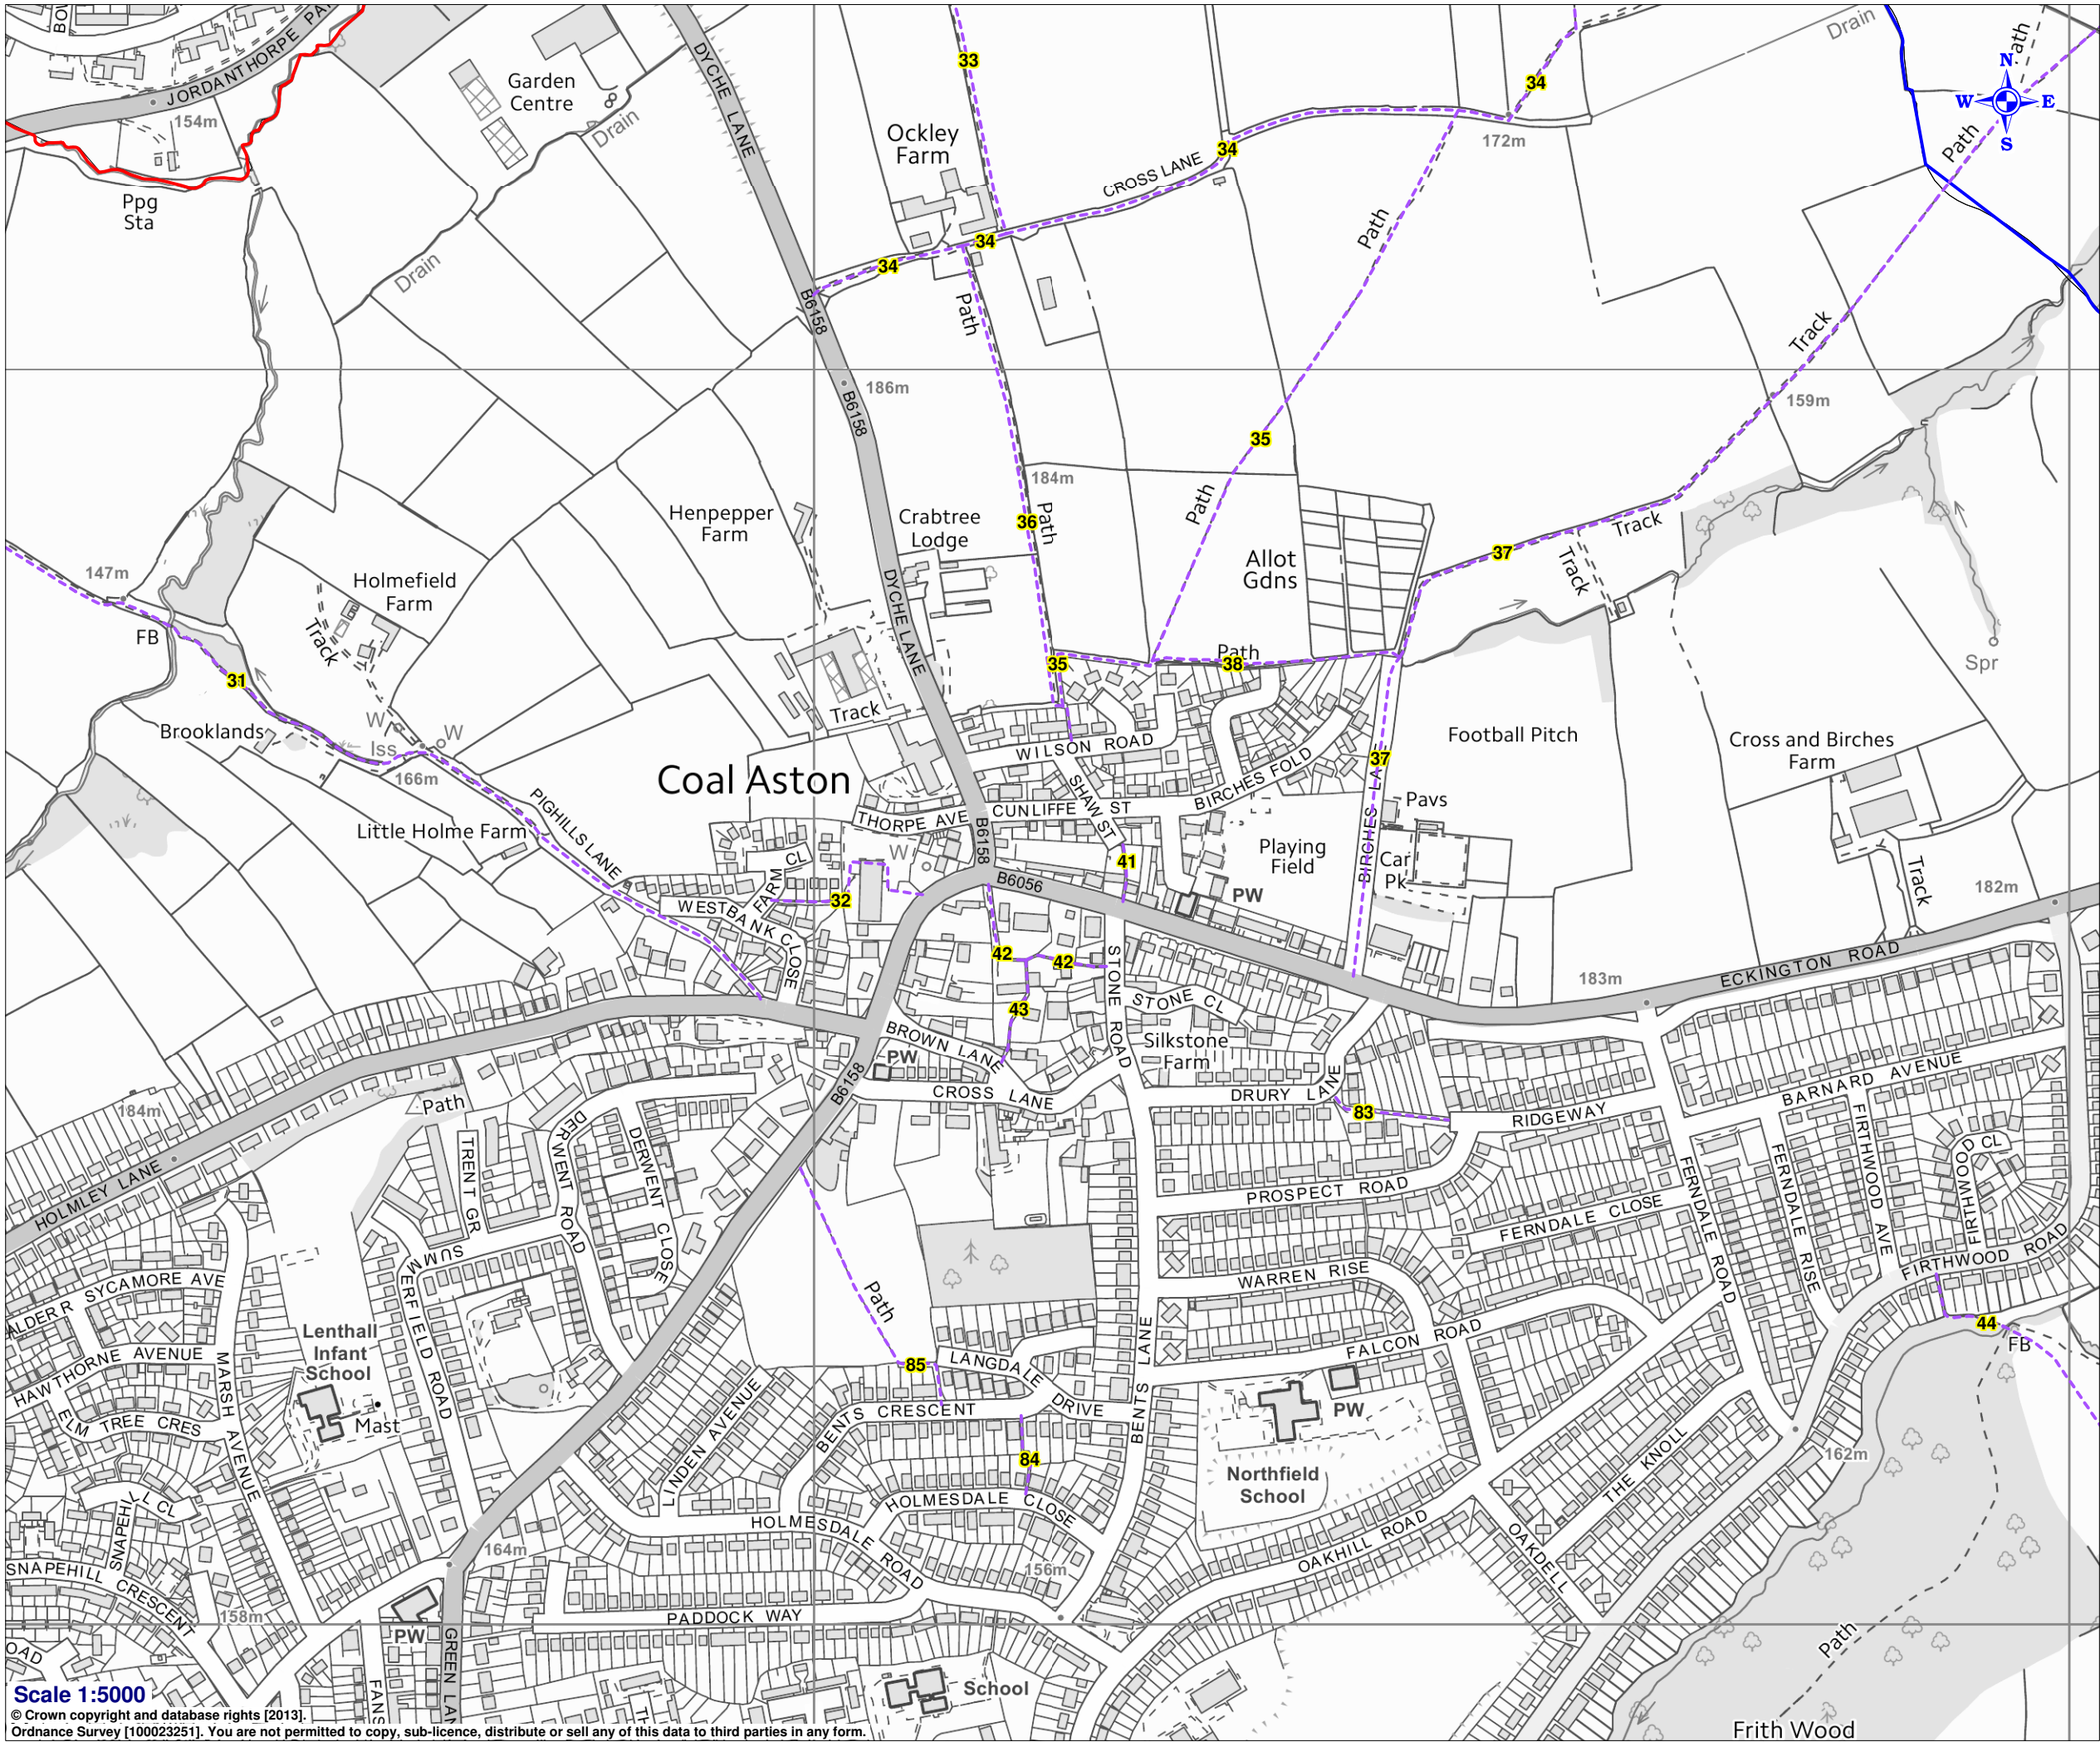 BOW
JORDANTHORPE PA
154m
Ppg
Sta
Garden
Centre
Drain
Drain
DYCHE LANE
33
Ockley
Farm
34
34
34
34
CROSS LANE
172m
Drain
Path
N
W
E
S
Path
Path
Path
B6158
186m
B6158
Track
159m
35
184m
36
Path
Path
Henpepper
Farm
Crabtree
Lodge
Allot
Gdns
37
Track
Track
147m
FB
Holmefield
Farm
Track
31
DYCHE LANE
35
Path
38
Spr
Brooklands
W
W
Iss
166m
Track
WILSON ROAD
Football Pitch
Cross and Birches
Farm
37
Coal Aston
PIGHILLS LANE
Little Holme Farm
THORPE AVE
CUNLIFFE ST
SHAW ST
BIRCHES FOLD
BIRCHES LA
Pavs
Playing
Field
Car
Pk
B6158
W
CL
FARM
32
41
B6056
PW
WESTBANK CLOSE
Track
182m
42
42
STONE ROAD
183m
ECKINGTON ROAD
43
STONE CL
BROWN LANE
PW
Silkstone
Farm
B6158
CROSS LANE
DRURY LANE
83
RIDGEWAY
BARNARD AVENUE
184m
Path
HOLMLEY LANE
TRENT GR
DERWENT ROAD
DERWENT CLOSE
PROSPECT ROAD
FERNDALE CLOSE
FERNDALE ROAD
FERNDALE RISE
FIRTHWOOD AVE
FIRTHWOOD CL
FIRTHWOOD ROAD
SUMMERFIELD ROAD
WARREN RISE
ALDER R
SYCAMORE AVE
HAWTHORNE AVENUE
ELM TREE CRES
MARSH AVENUE
Lenthall
Infant
School
Mast
Path
85
LANGDALE DRIVE
FALCON ROAD
BENTS LANE
44
FB
LINDEN AVENUE
BENTS CRESCENT
84
PW
Northfield
School
THE KNOLL
162m
SNAPEHILL CL
SNAPEHILL CRESCENT
158m
164m
HOLMESDALE ROAD
HOLMESDALE CLOSE
156m
OAKHILL ROAD
OAKDELL
PADDOCK WAY
PW
GREEN LAN
FANS
OAD
TH
School
Path
Frith Wood
Scale 1:5000
© Crown copyright and database rights [2013].
Ordnance Survey [100023251]. You are not permitted to copy, sub-licence, distribute or sell any of this data to third parties in any form.